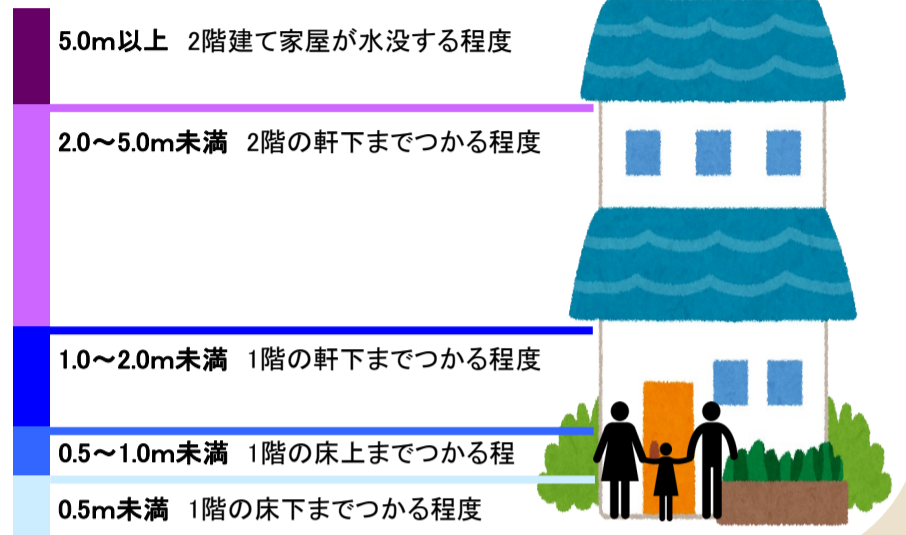 5.0m以上 2階建て家屋が水没する程度
2.0～5.0m未満 2階の軒下までつかる程度
1.0～2.0m未満 1階の軒下までつかる程度
0.5～1.0m未満 1階の床上までつかる程
0.5m未満 1階の床下までつかる程度